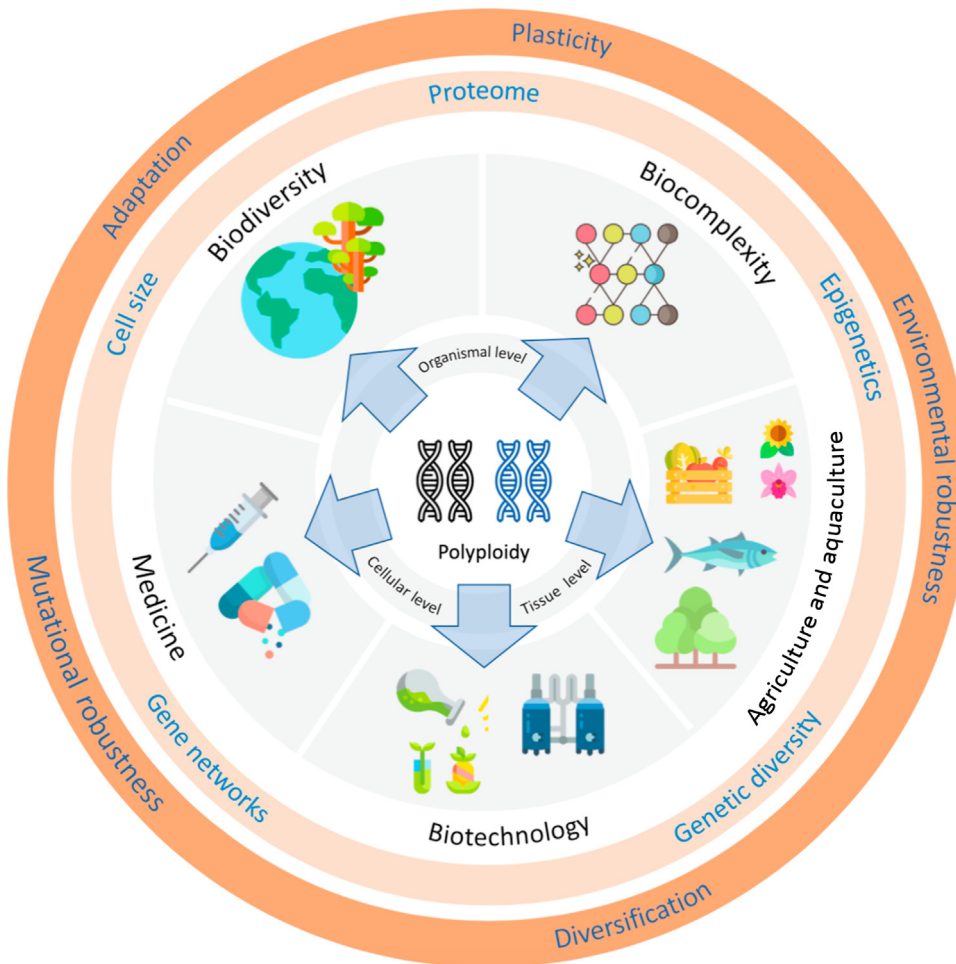 Plasticity
Proteome
Adaptation
Biodiversity
Biocomplexity
Cell size
Epigenetics
Environmental robustness
Organismal level
Polyploidy
Cellular level
Tissue level
Medicine
Agriculture and aquaculture
Mutational robustness
Gene networks
Biotechnology
Genetic diversity
Diversification